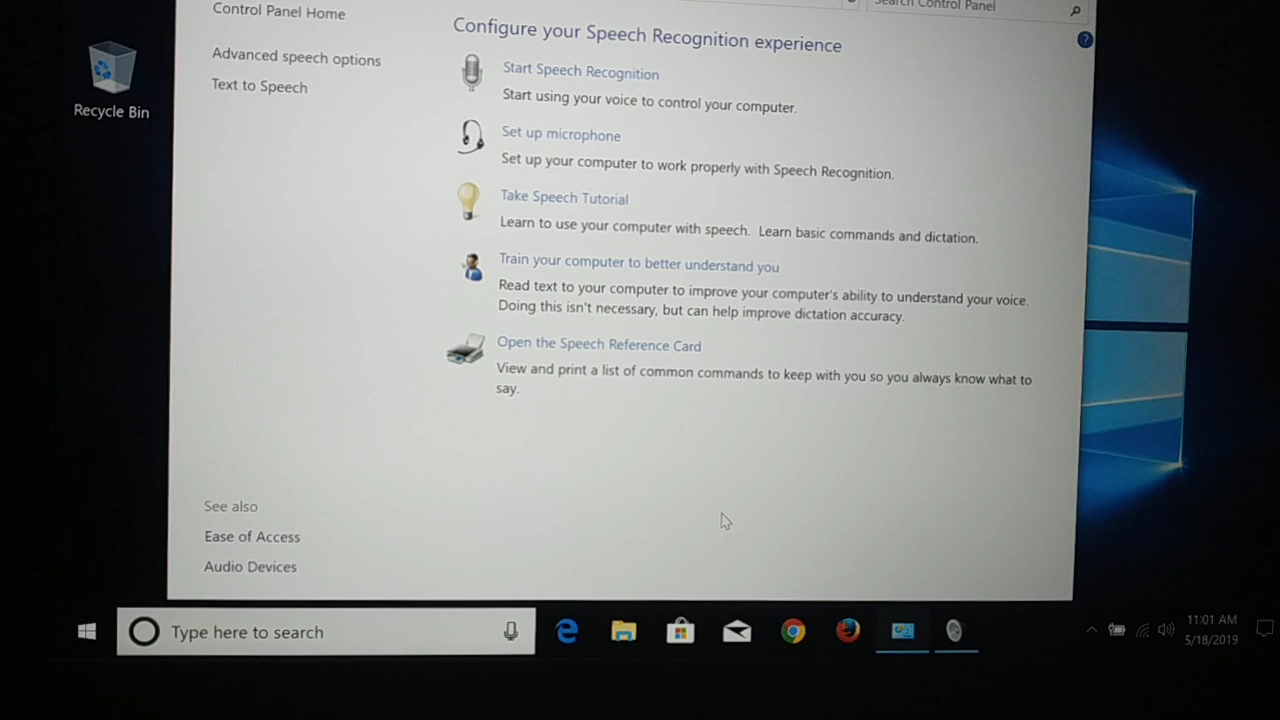 Control Panel Home
Search Control Panel
Configure your Speech Recognition experience
Advanced speech options
Text to Speech
Recycle Bin
Start Speech Recognition
Start using your voice to control your computer.
Set up microphone
Set up your computer to work properly with Speech Recognition.
Take Speech Tutorial
Learn to use your computer with speech.  Learn basic commands and dictation.
Train your computer to better understand you
Read text to your computer to improve your computer's ability to understand your voice.
Doing this isn't necessary, but can help improve dictation accuracy.
Open the Speech Reference Card
View and print a list of common commands to keep with you so you always know what to
say.
See also
Ease of Access
Audio Devices
Type here to search
11:01 AM
5/18/2019